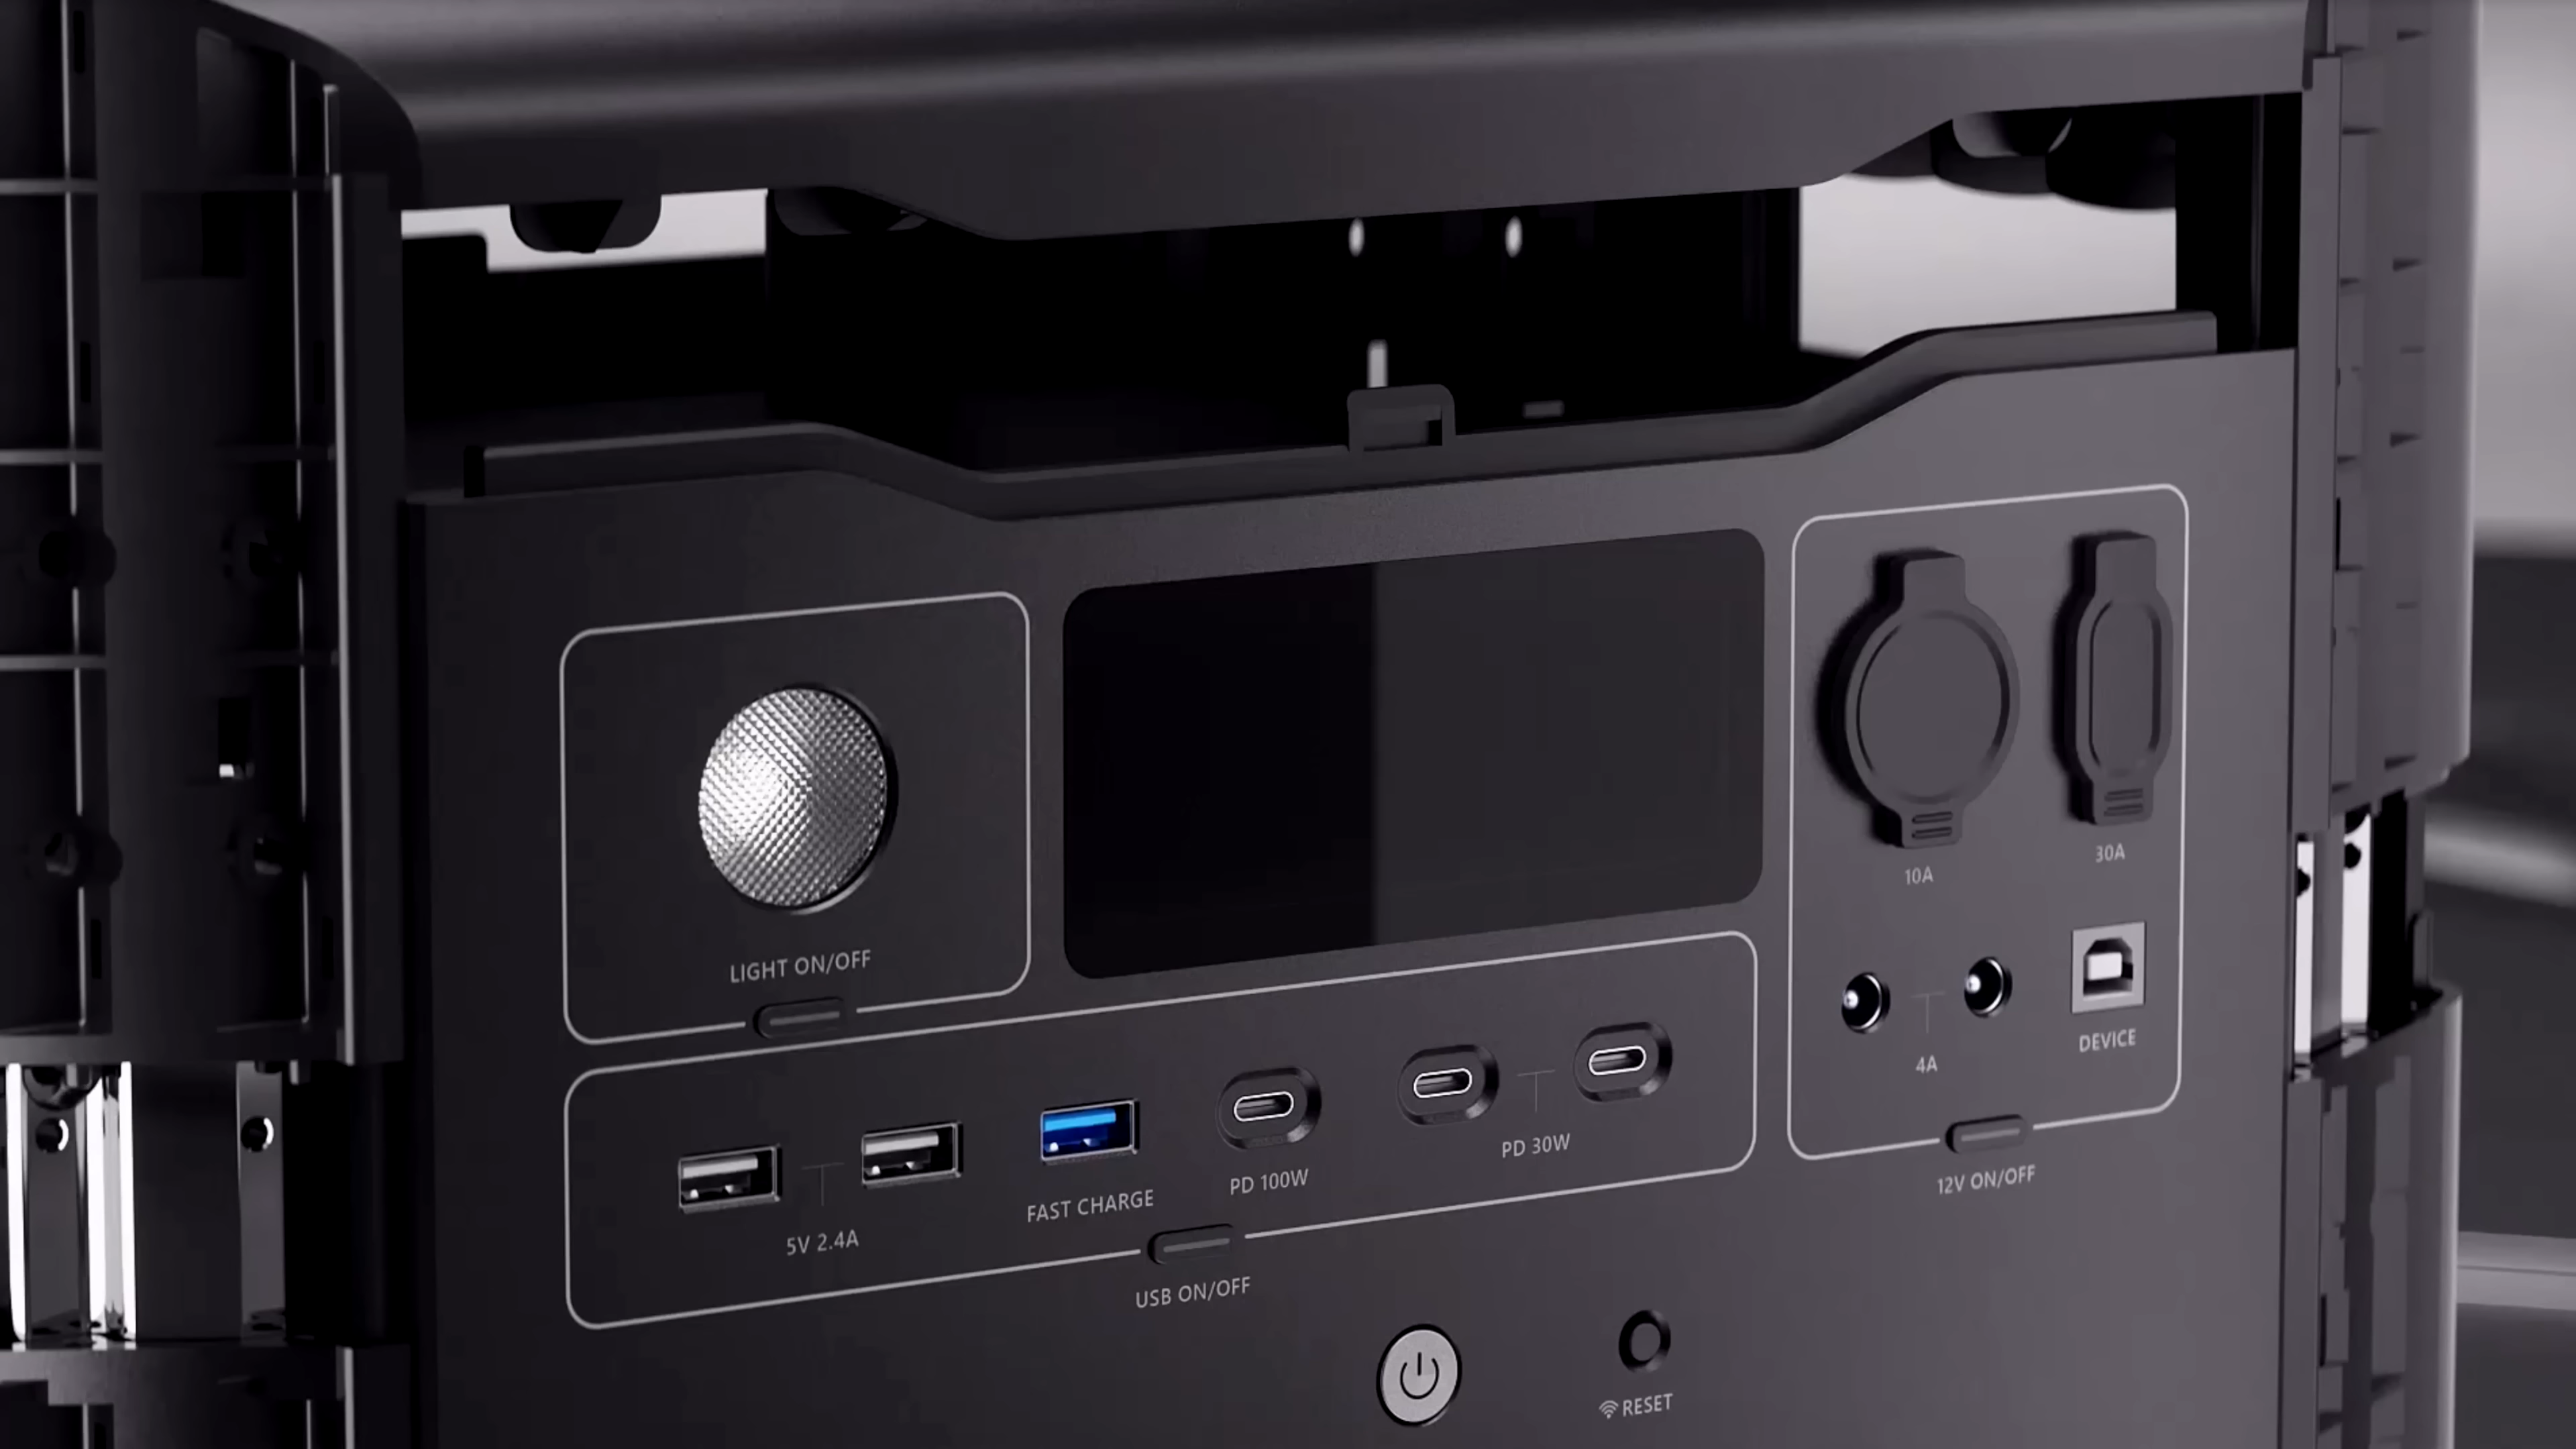 LIGHT ON/OFF
10A
30A
4A
DEVICE
5V 2.4A
FAST CHARGE
PD 100W
PD 30W
USB ON/OFF
12V ON/OFF
RESET